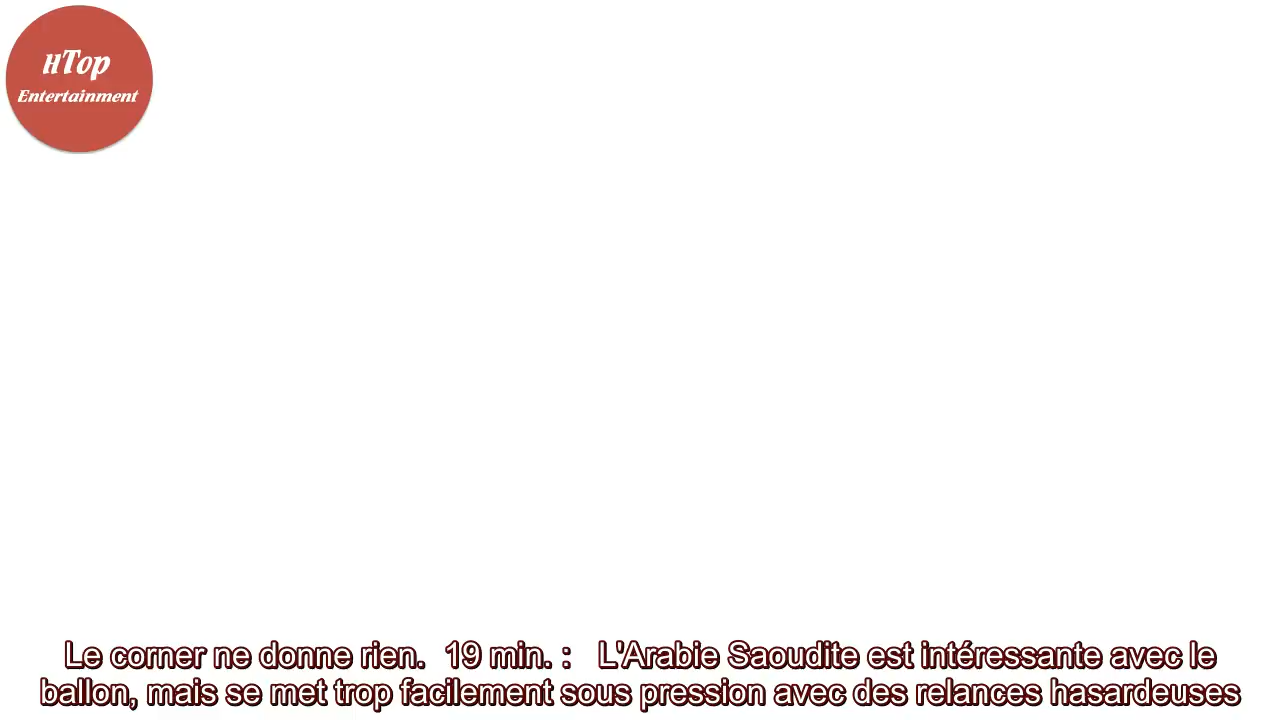 HTop
Entertainment
Le corner ne donne rien.  19 min. :   L'Arabie Saoudite est intéressante avec le
ballon, mais se met trop facilement sous pression avec des relances hasardeuses